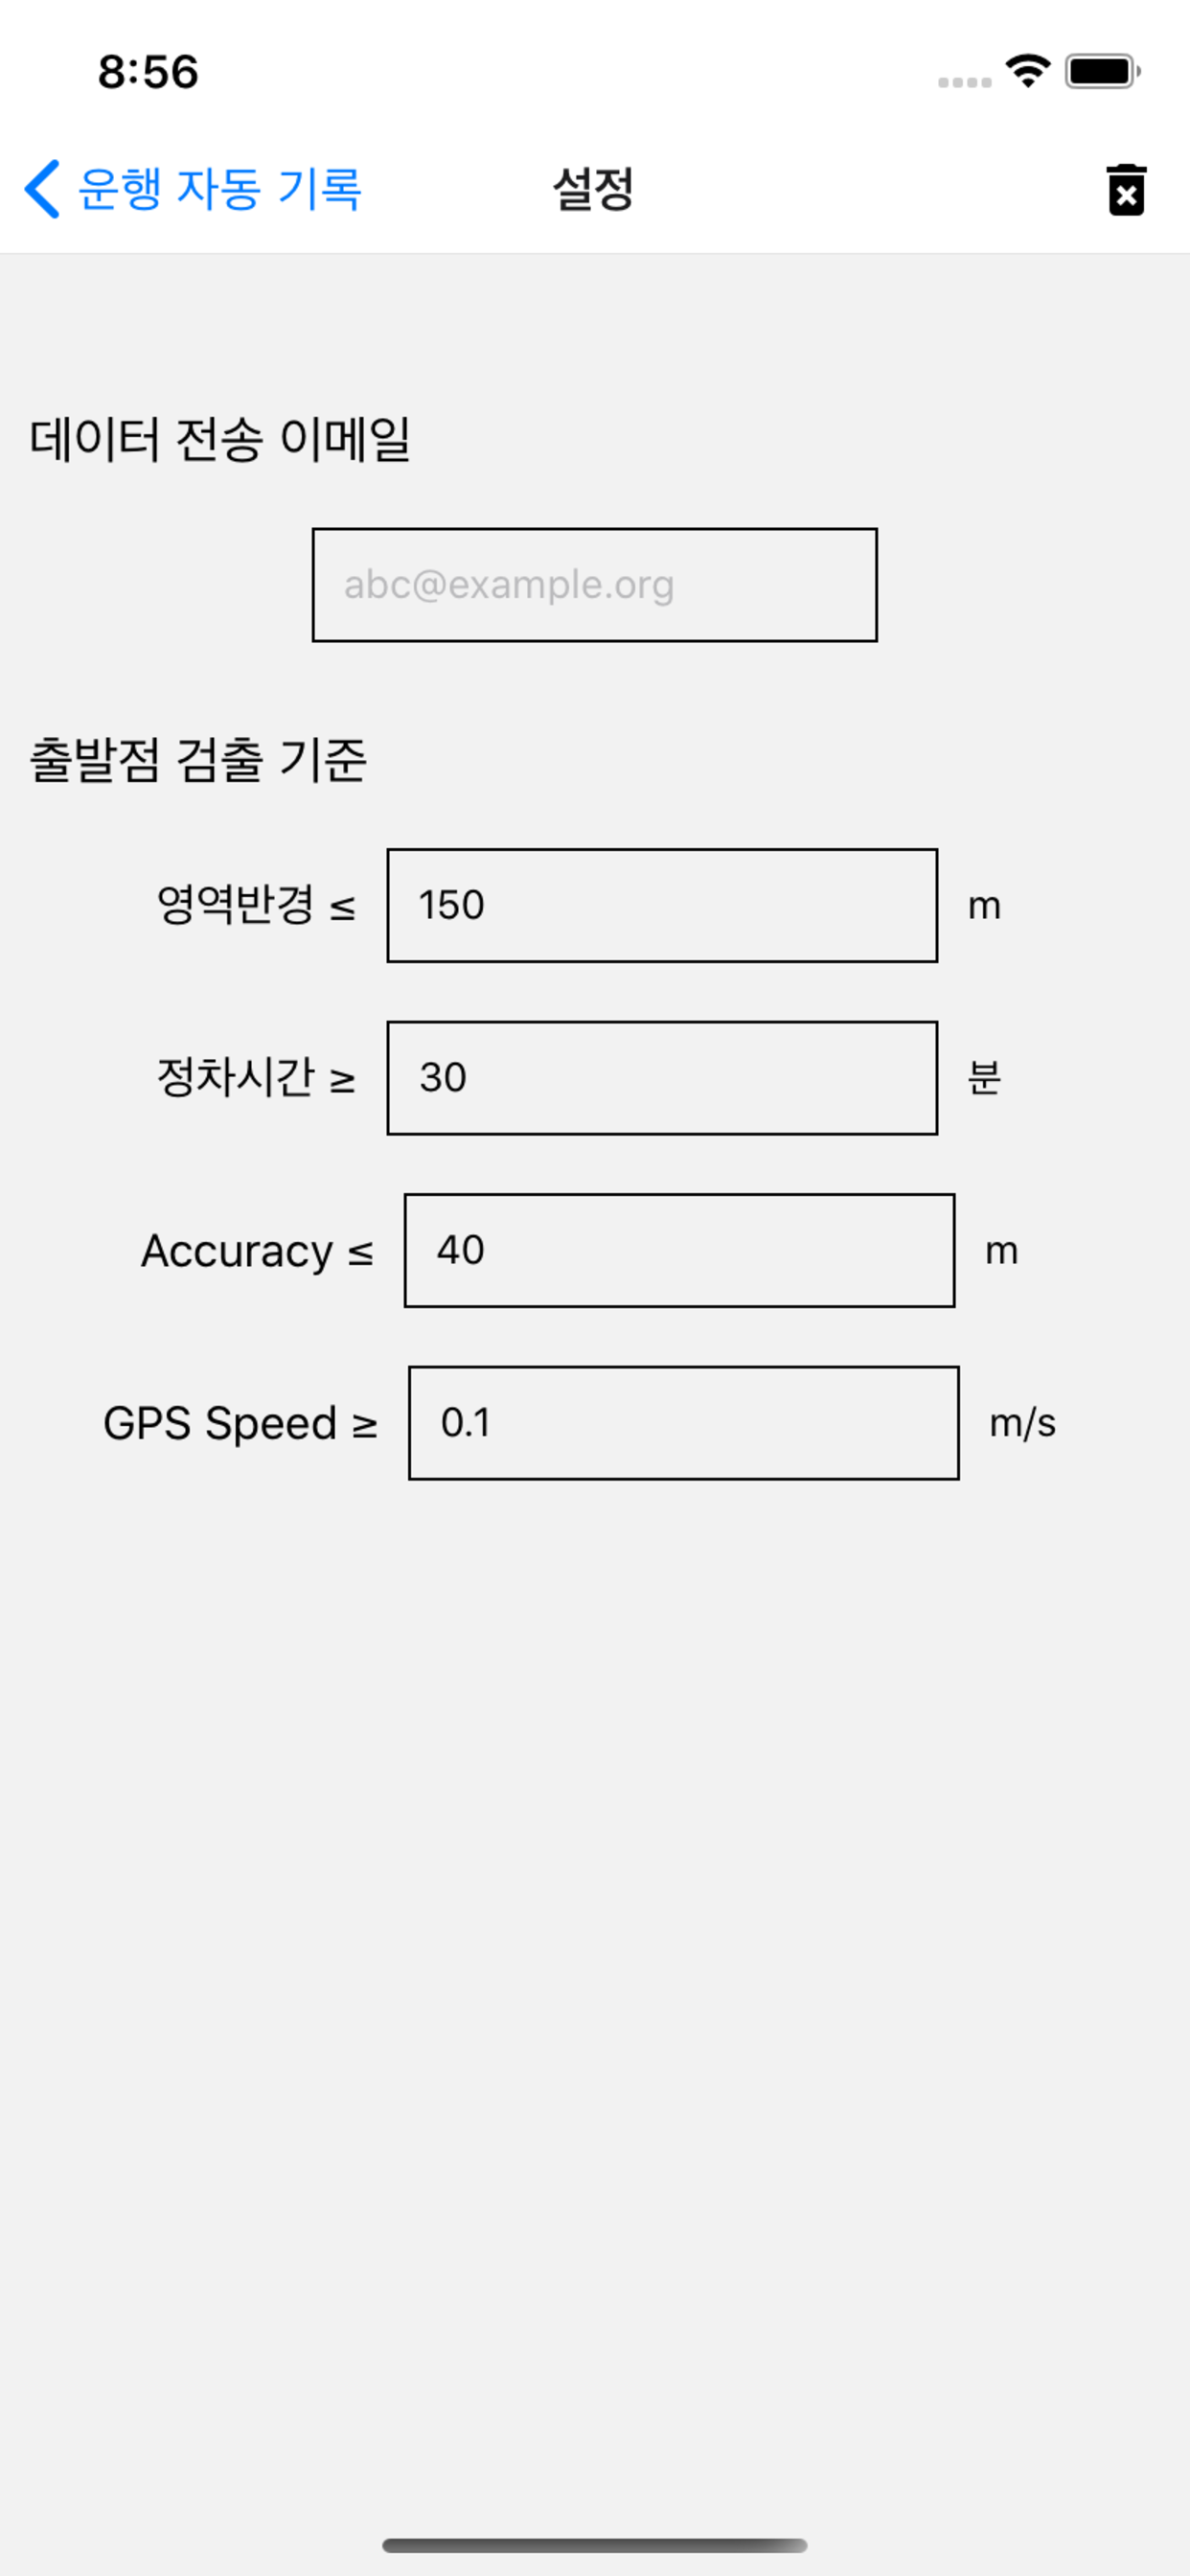 8:56
운행 자동 기록 설정
데이터 전송 이메일
abc@example.org
출발점 검출 기준
영역반경 ≤ 150 m
정차시간 ≥ 30 분
Accuracy ≤ 40 m
GPS Speed ≥ 0.1 m/s